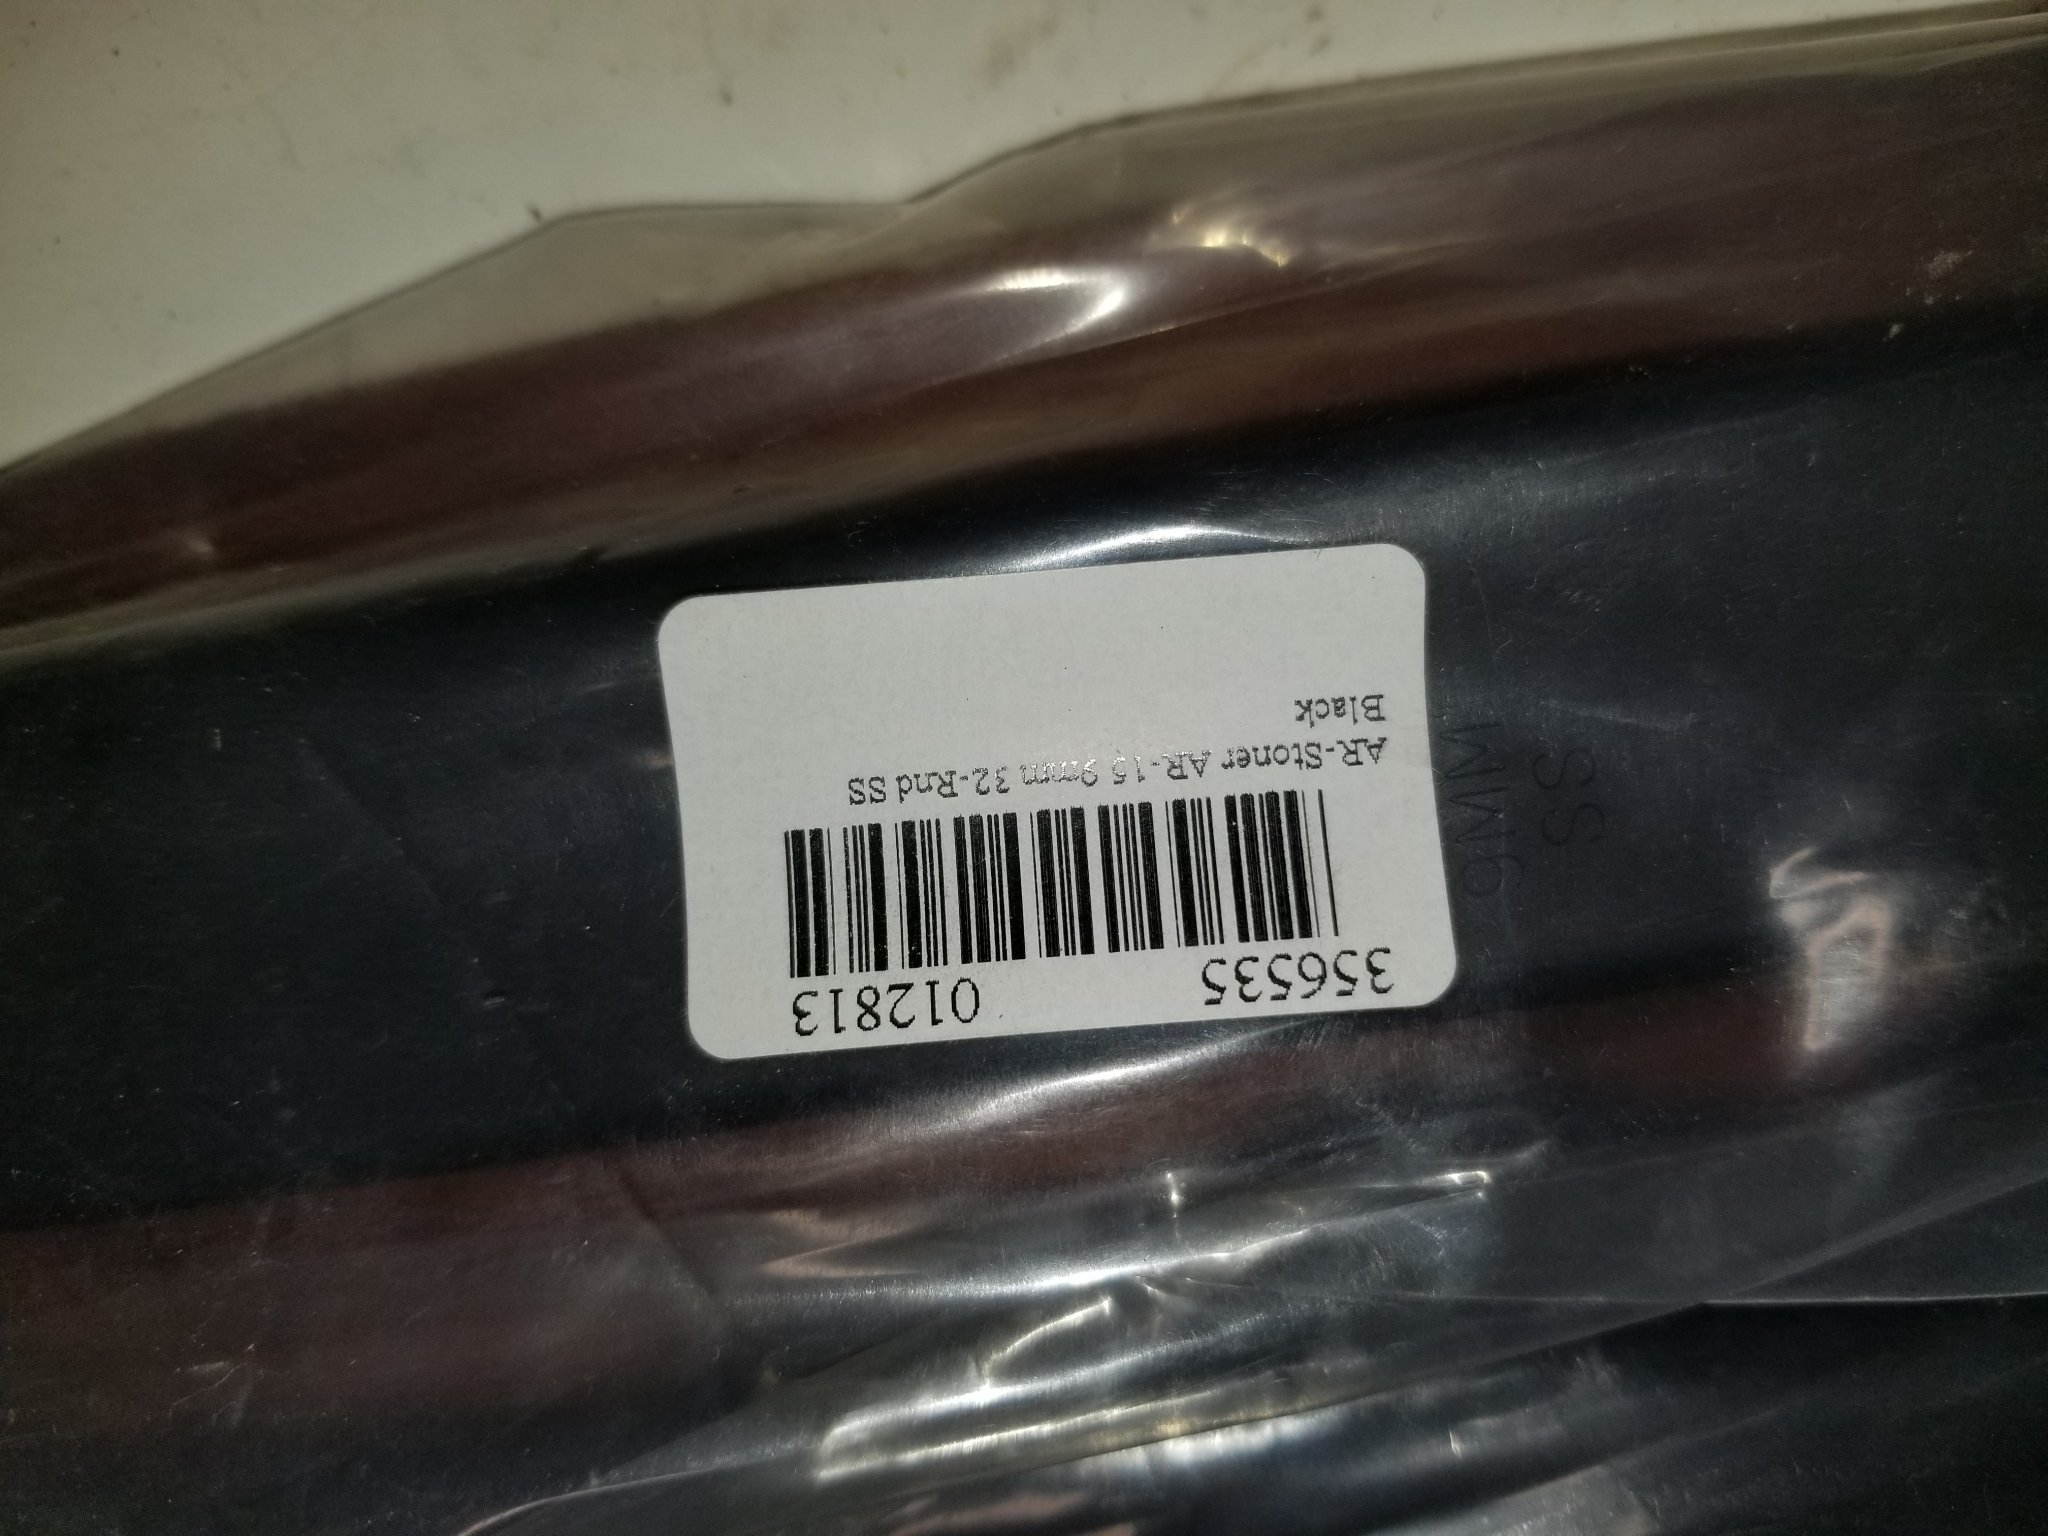 356535 012813
AR-Stoner AR-15 9mm 32-Rnd SS
Black
9MM
SS